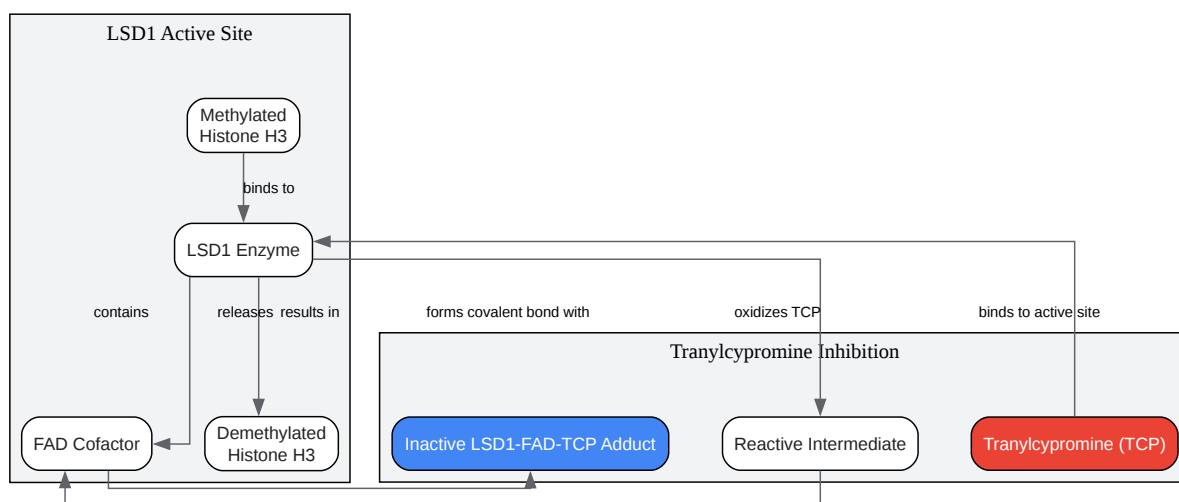 LSD1 Active Site
Methylated
Histone H3
binds to
LSD1 Enzyme
contains
releases
results in
forms covalent bond with
oxidizes TCP
binds to active site
Tranylcypromine Inhibition
FAD Cofactor
Demethylated
Histone H3
Inactive LSD1-FAD-TCP Adduct
Reactive Intermediate
Tranylcypromine (TCP)